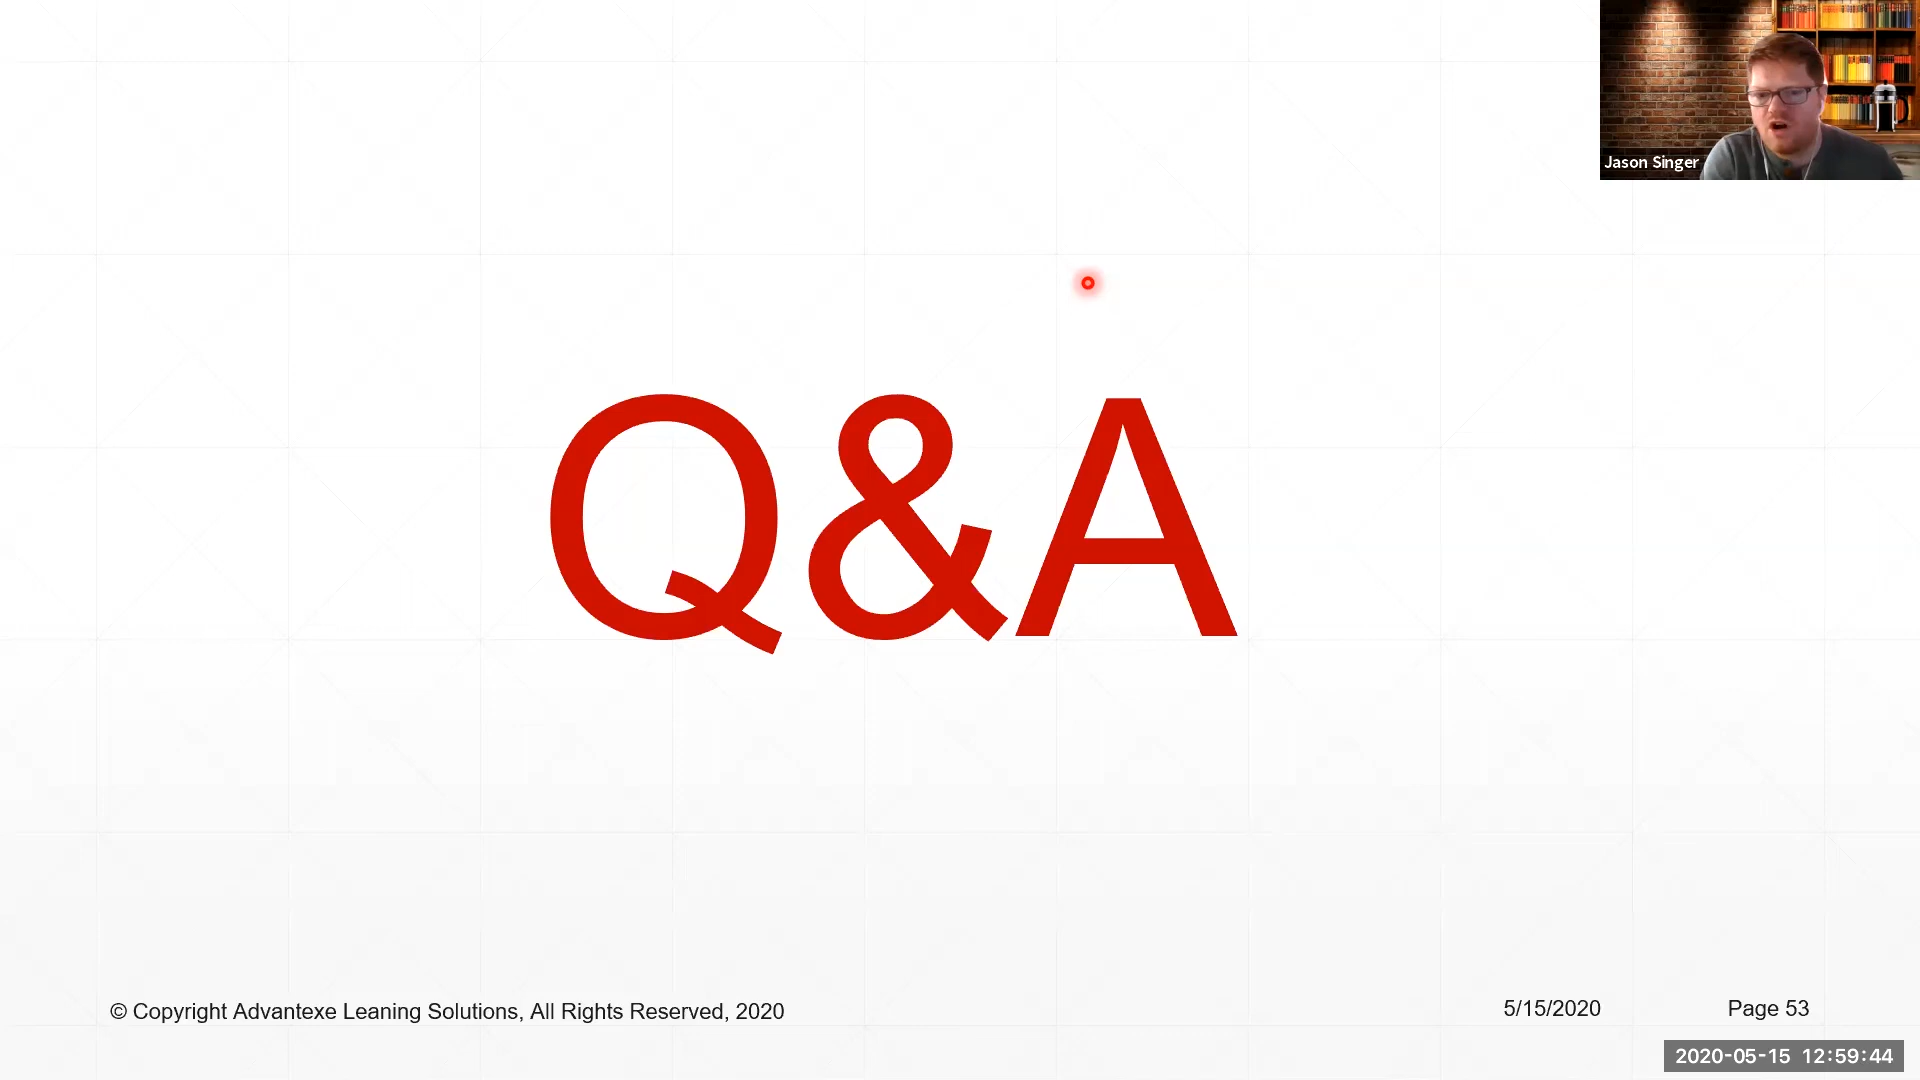 Jason Singer
Q&A
© Copyright Advantexe Leaning Solutions, All Rights Reserved, 2020
5/15/2020
Page 53
2020-05-15 12:59:44